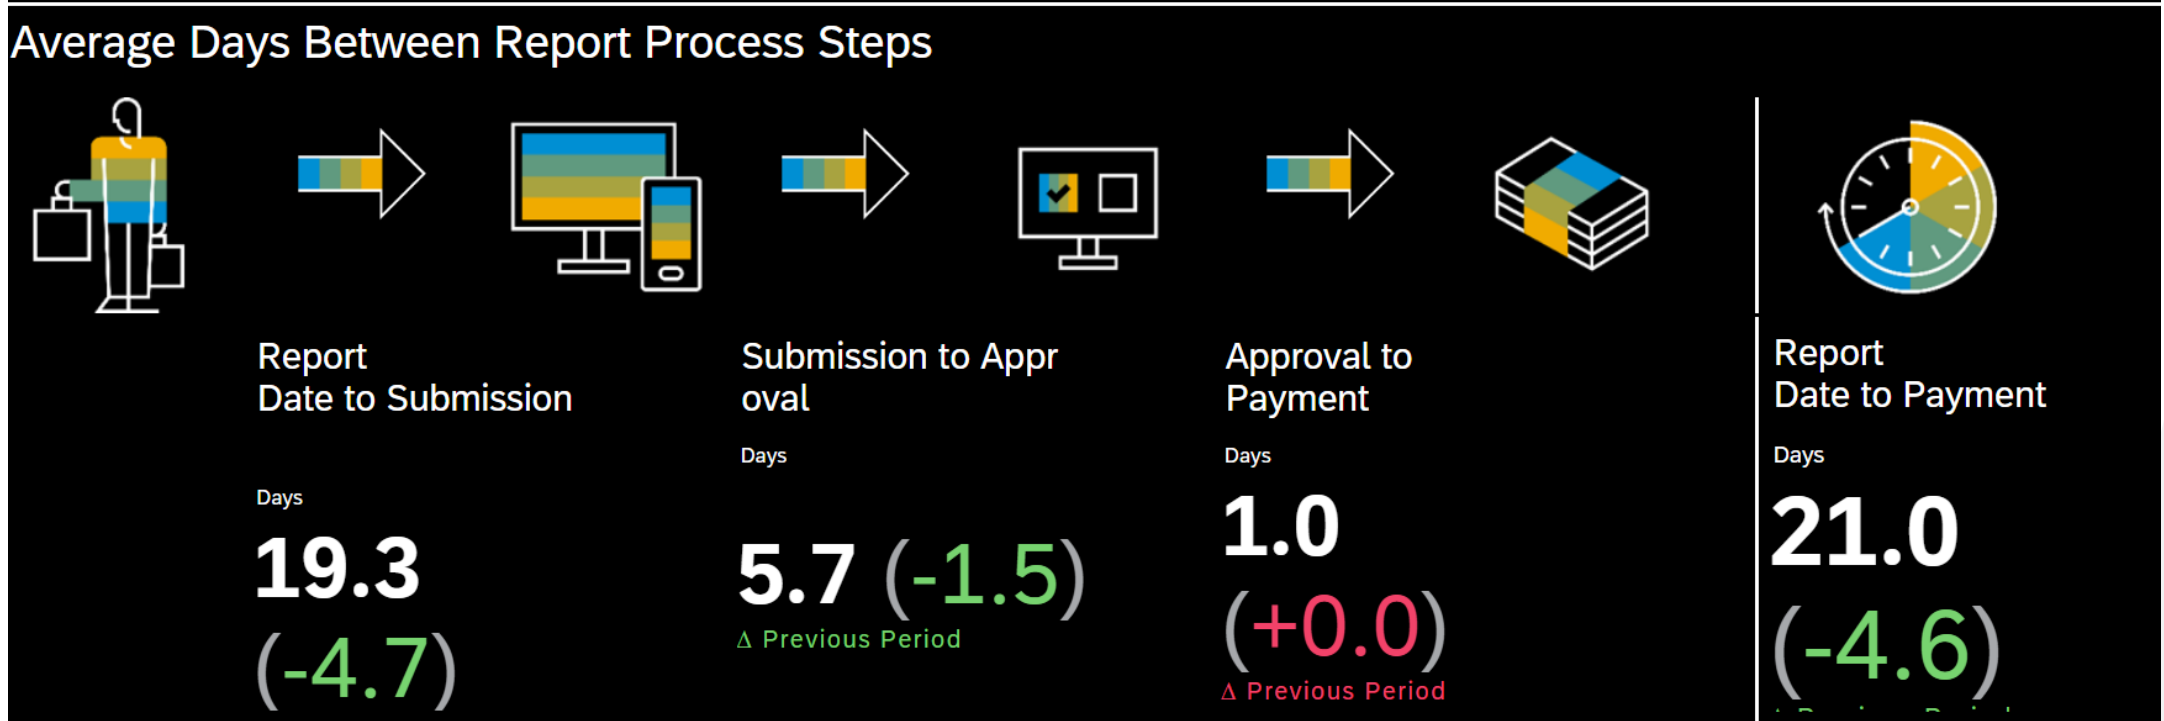 Average Days Between Report Process Steps
Report
Date to Submission
Days
19.3
(-4.7)
Submission to Appr
oval
Days
5.7 (-1.5)
Δ Previous Period
Approval to
Payment
Days
1.0
(+0.0)
Δ Previous Period
Report
Date to Payment
Days
21.0
(-4.6)